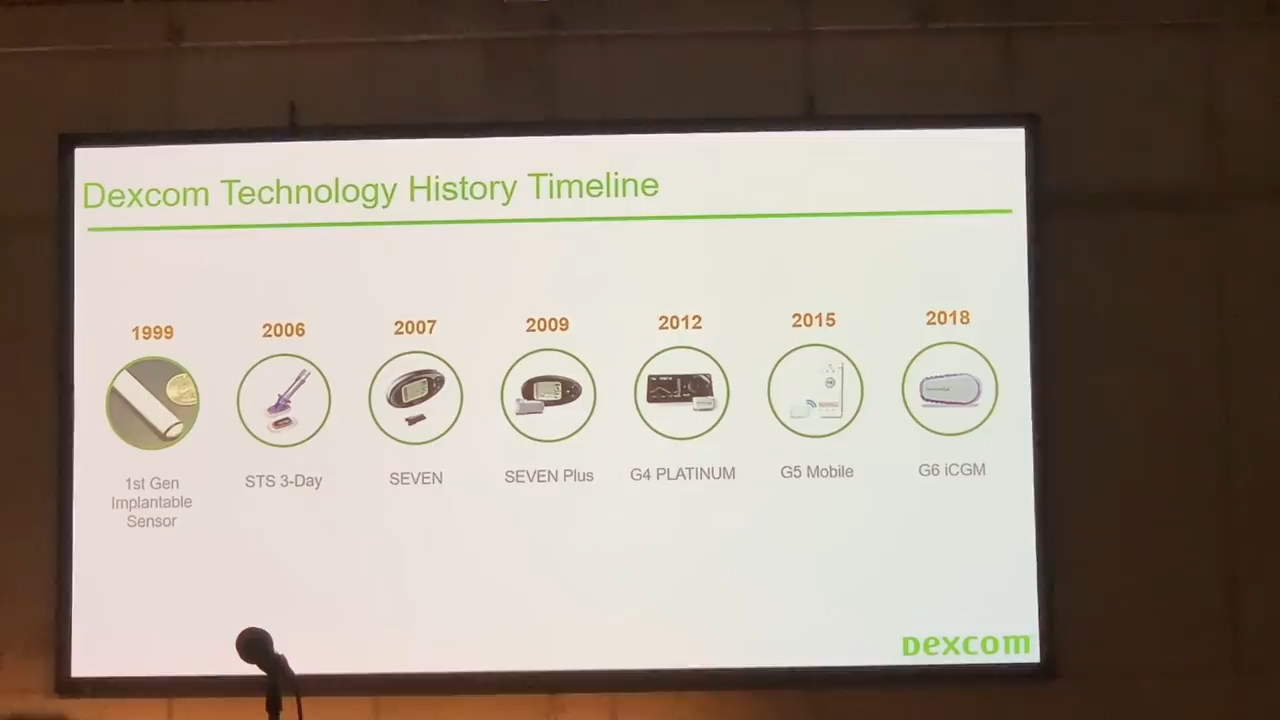 Dexcom Technology History Timeline
1999
2006
2007
2009
2012
2015
2018
1st Gen
Implantable
Sensor
STS 3-Day
SEVEN
SEVEN Plus
G4 PLATINUM
G5 Mobile
G6 iCGM
Dexcom